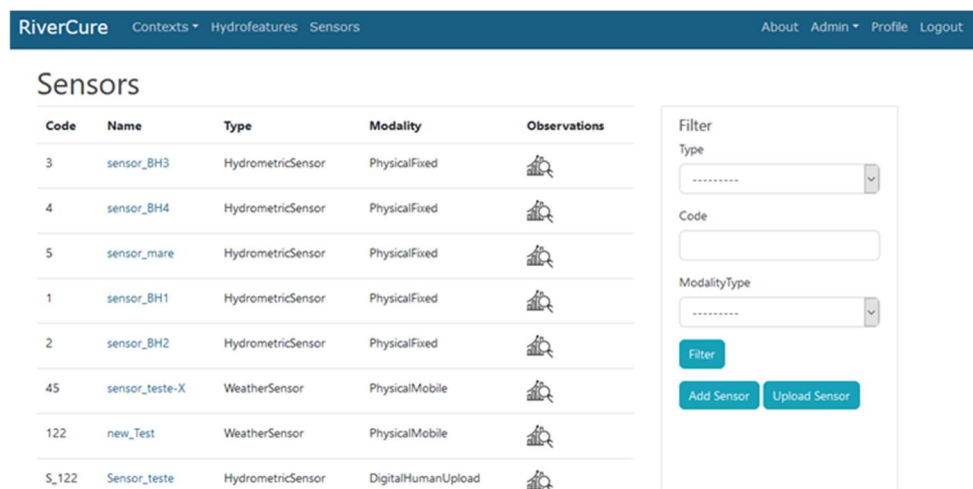 RiverCure Contexts Hydrofeatures Sensors About Admin Profile Logout
Sensors
Code Name Type Modality Observations
3 sensor_BH3 HydrometricSensor PhysicalFixed
4 sensor_BH4 HydrometricSensor PhysicalFixed
5 sensor_mare HydrometricSensor PhysicalFixed
1 sensor_BH1 HydrometricSensor PhysicalFixed
2 sensor_BH2 HydrometricSensor PhysicalFixed
45 sensor_teste-X WeatherSensor PhysicalMobile
122 new_Test WeatherSensor PhysicalMobile
S_122 Sensor_teste HydrometricSensor DigitalHumanUpload
Filter
Type
---------
Code
ModalityType
---------
Filter
Add Sensor Upload Sensor